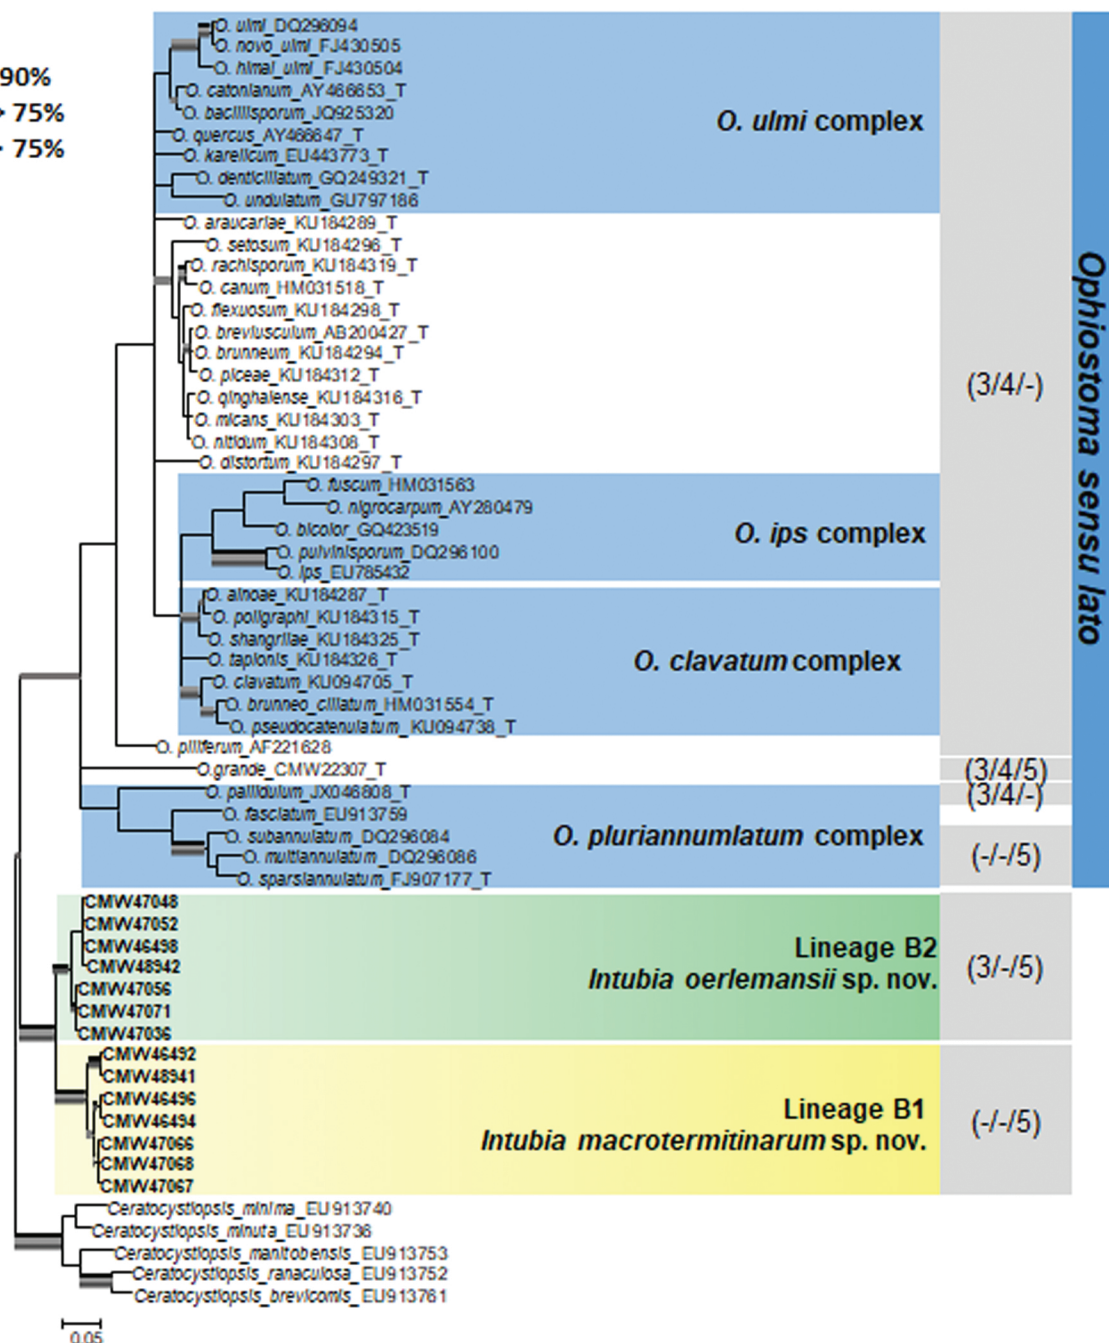 90%
> 75%
75%
O. ulmi_DQ296094
O. novo_ulmi_FJ430505
O. himal_ulmi_FJ430504
O. catonianum_AY466653_T
O. bacillisporum_JQ925320
O. quercus_AY466647_T
O. karelicum_EU443773_T
O. denticillatum_GQ249321_T
O. undulatum_GU797186
O. ulmi complex
O. araucariae_KU184289_T
O. setosum_KU184296_T
O. rachisporum_KU184319_T
O. canum_HM031518_T
O. flexuosum_KU184298_T
O. breviusculum_AB200427_T
O. brunneum_KU184294_T
O. piceae_KU184312_T
O. qinghaiense_KU184316_T
O. micans_KU184303_T
O. nitidum_KU184308_T
O. distortum_KU184297_T
(3/4/-)
Ophiostoma sensu lato
O. fuscum_HM031563
O. nigrocarpum_AY280479
O. bicolor_GQ423519
O. pulvinisporum_DQ296100
O. ips_EU785432
O. ips complex
O. ainoae_KU184287_T
O. poligraphi_KU184315_T
O. shangrilae_KU184325_T
O. tapionis_KU184326_T
O. clavatum_KU094705_T
O. brunneo_ciliatum_HM031554_T
O. pseudocatenulatum_KU094738_T
O. clavatum complex
O. piliferum_AF221628
O.grande_CMW22307_T
(3/4/5)
O. pallidulum_JX046808_T
(3/4/-)
O. fasciatum_EU913759
O. subannulatum_DQ296084
O. multiannulatum_DQ296086
O. sparsiannulatum_FJ907177_T
O. pluriannumlatum complex
(-/-/5)
CMW47048
CMW47052
CMW46498
CMW48942
CMW47056
CMW47071
CMW47036
Lineage B2
Intubia oerlemansii sp. nov.
(3/-/5)
CMW46492
CMW48941
CMW46496
CMW46494
CMW47066
CMW47068
CMW47067
Lineage B1
Intubia macrotermitinarum sp. nov.
(-/-/5)
Ceratocystiopsis_minima_EU913740
Ceratocystiopsis_minuta_EU913736
Ceratocystiopsis_manitobensis_EU913753
Ceratocystiopsis_ranaculosa_EU913752
Ceratocystiopsis_brevicomis_EU913761
0.05